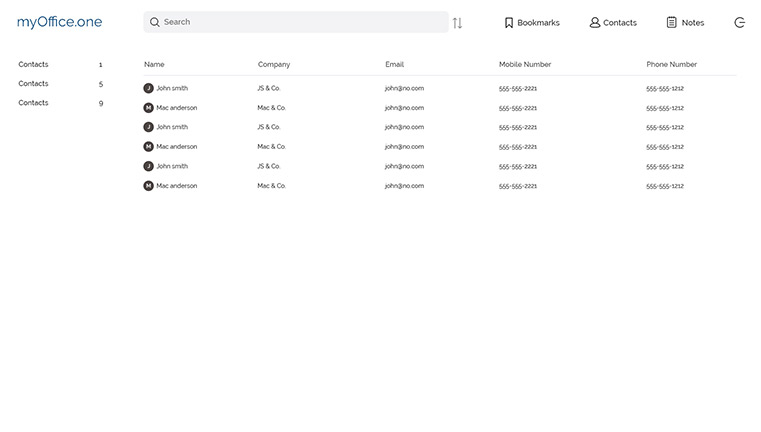 myOffice.one Search Bookmarks Contacts Notes
Contacts 1
Contacts 5
Contacts 9
Name Company Email Mobile Number Phone Number
J John smith JS & Co. john@no.com 555-555-2221 555-555-1212
M Mac anderson Mac & Co. john@no.com 555-555-2221 555-555-1212
J John smith JS & Co. john@no.com 555-555-2221 555-555-1212
M Mac anderson Mac & Co. john@no.com 555-555-2221 555-555-1212
J John smith JS & Co. john@no.com 555-555-2221 555-555-1212
M Mac anderson Mac & Co. john@no.com 555-555-2221 555-555-1212